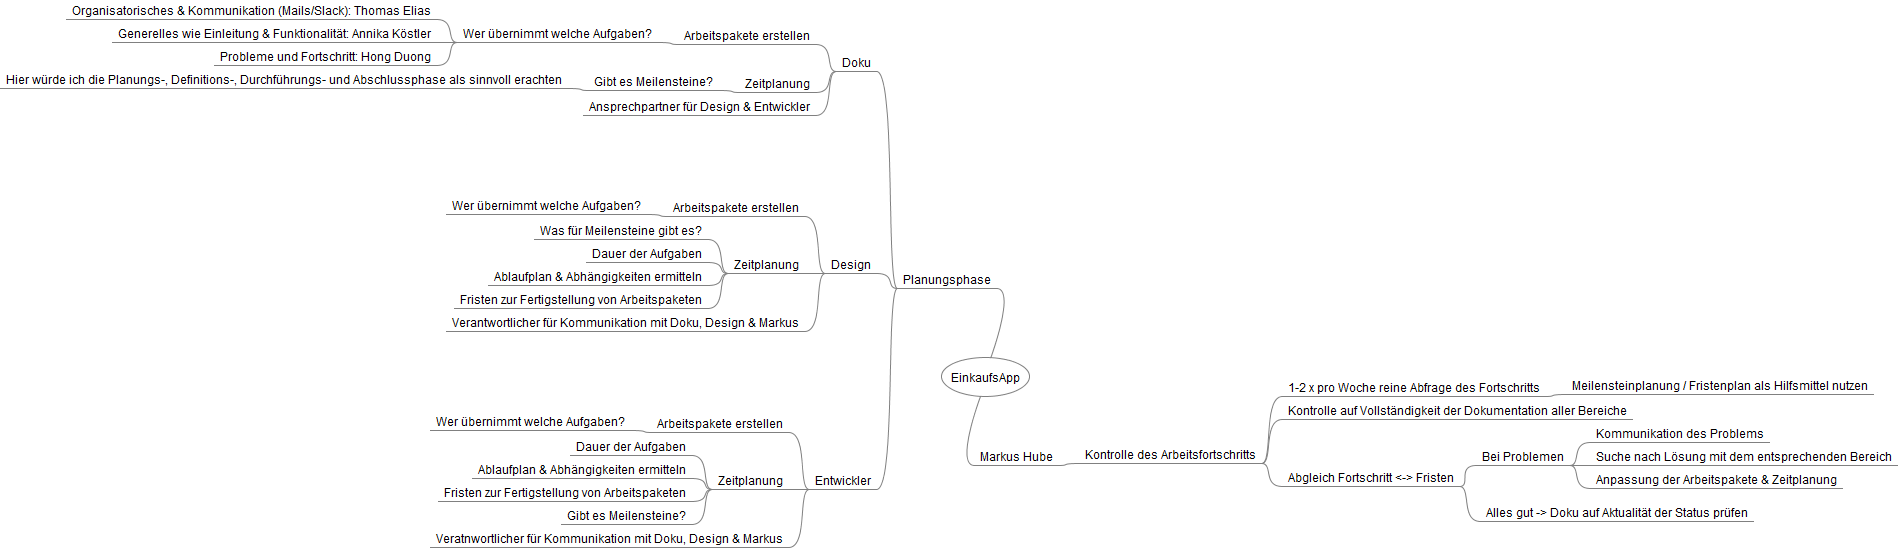 Organisatorisches & Kommunikation (Mails/Slack): Thomas Elias
Generelles wie Einleitung & Funktionalität: Annika Köstler
Probleme und Fortschritt: Hong Duong
Wer übernimmt welche Aufgaben?
Arbeitspakete erstellen
Hier würde ich die Planungs-, Definitions-, Durchführungs- und Abschlussphase als sinnvoll erachten
Gibt es Meilensteine?
Zeitplanung
Ansprechpartner für Design & Entwickler
Doku
Wer übernimmt welche Aufgaben?
Arbeitspakete erstellen
Was für Meilensteine gibt es?
Dauer der Aufgaben
Ablaufplan & Abhängigkeiten ermitteln
Fristen zur Fertigstellung von Arbeitspaketen
Zeitplanung
Verantwortlicher für Kommunikation mit Doku, Design & Markus
Design
Planungsphase
Wer übernimmt welche Aufgaben?
Arbeitspakete erstellen
Dauer der Aufgaben
Ablaufplan & Abhängigkeiten ermitteln
Fristen zur Fertigstellung von Arbeitspaketen
Gibt es Meilensteine?
Zeitplanung
Veratnwortlicher für Kommunikation mit Doku, Design & Markus
Entwickler
EinkaufsApp
Markus Hube
Kontrolle des Arbeitsfortschritts
1-2 x pro Woche reine Abfrage des Fortschritts
Meilensteinplanung / Fristenplan als Hilfsmittel nutzen
Kontrolle auf Vollständigkeit der Dokumentation aller Bereiche
Abgleich Fortschritt <-> Fristen
Bei Problemen
Kommunikation des Problems
Suche nach Lösung mit dem entsprechenden Bereich
Anpassung der Arbeitspakete & Zeitplanung
Alles gut -> Doku auf Aktualität der Status prüfen